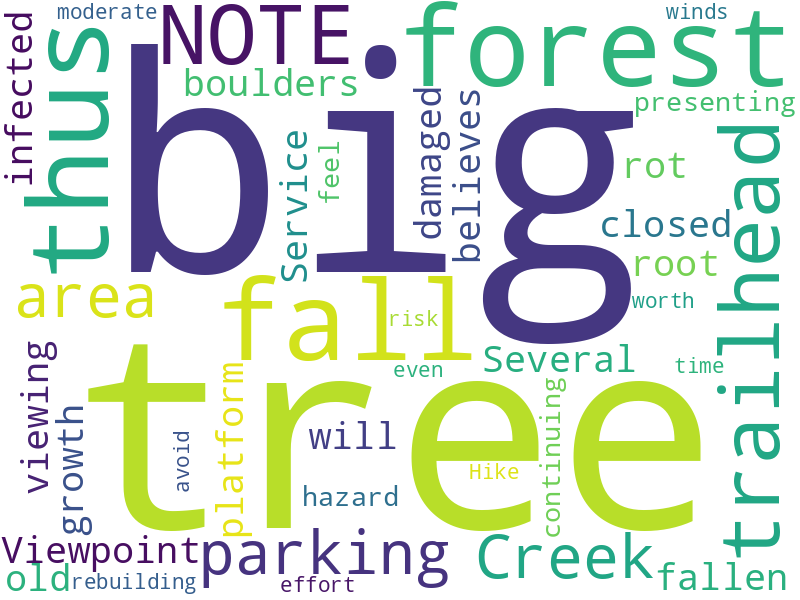 moderate
winds
NOTE
forest
thus
infected
big
boulders
presenting
damaged
believes
Service
feel
rot
trailhead
closed
root
area
fall
risk
worth
viewing
Several
even
time
tree
platform
growth
avoid
will
continuing
Hike
hazard
Viewpoint
parking
Creek
fallen
old
rebuilding
effort